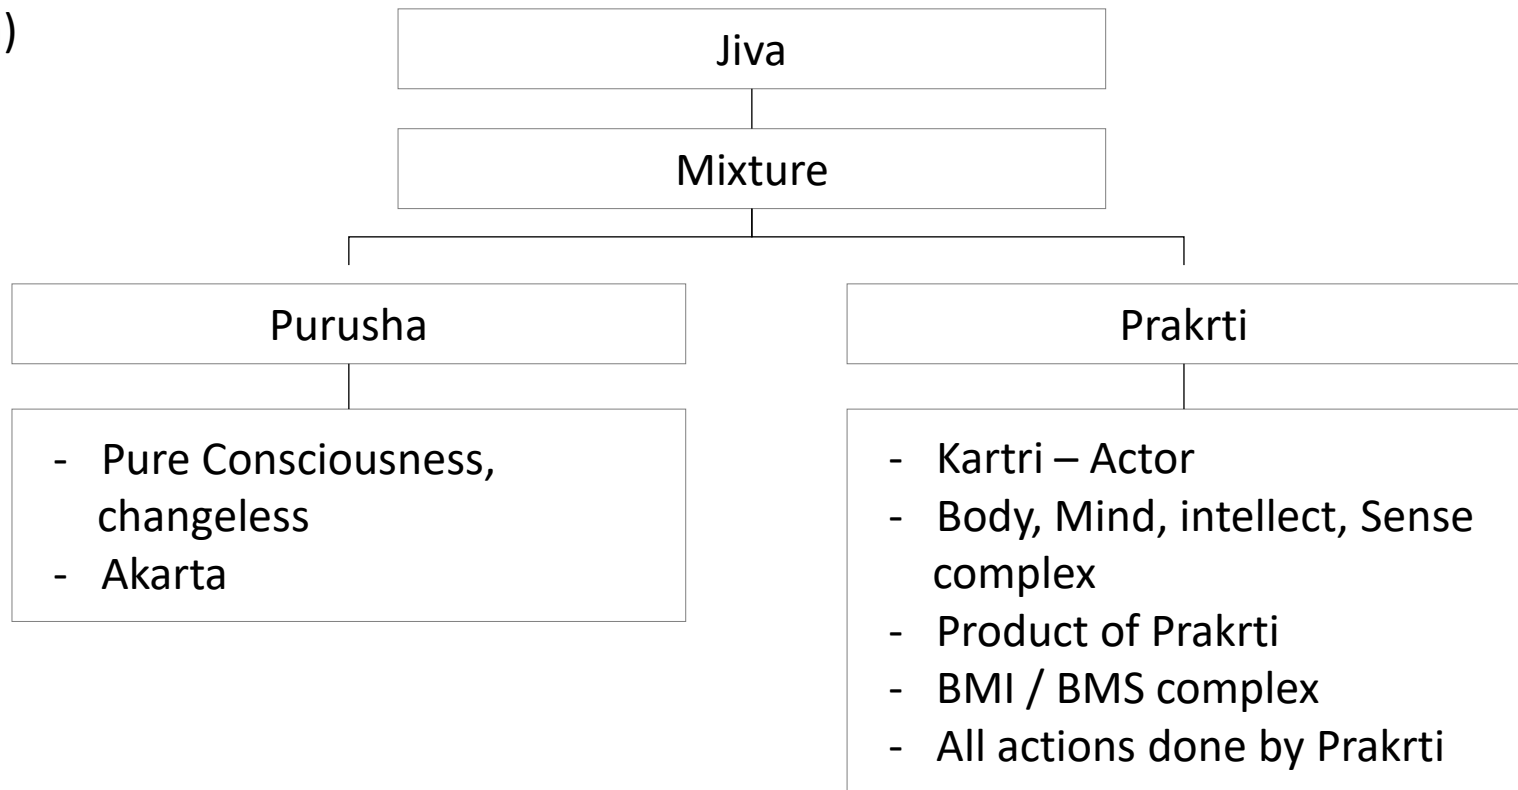 )
Jiva
Mixture
Purusha
Prakrti
- Pure Consciousness,
changeless
- Akarta
- Kartri – Actor
- Body, Mind, intellect, Sense
complex
- Product of Prakrti
- BMI / BMS complex
- All actions done by Prakrti